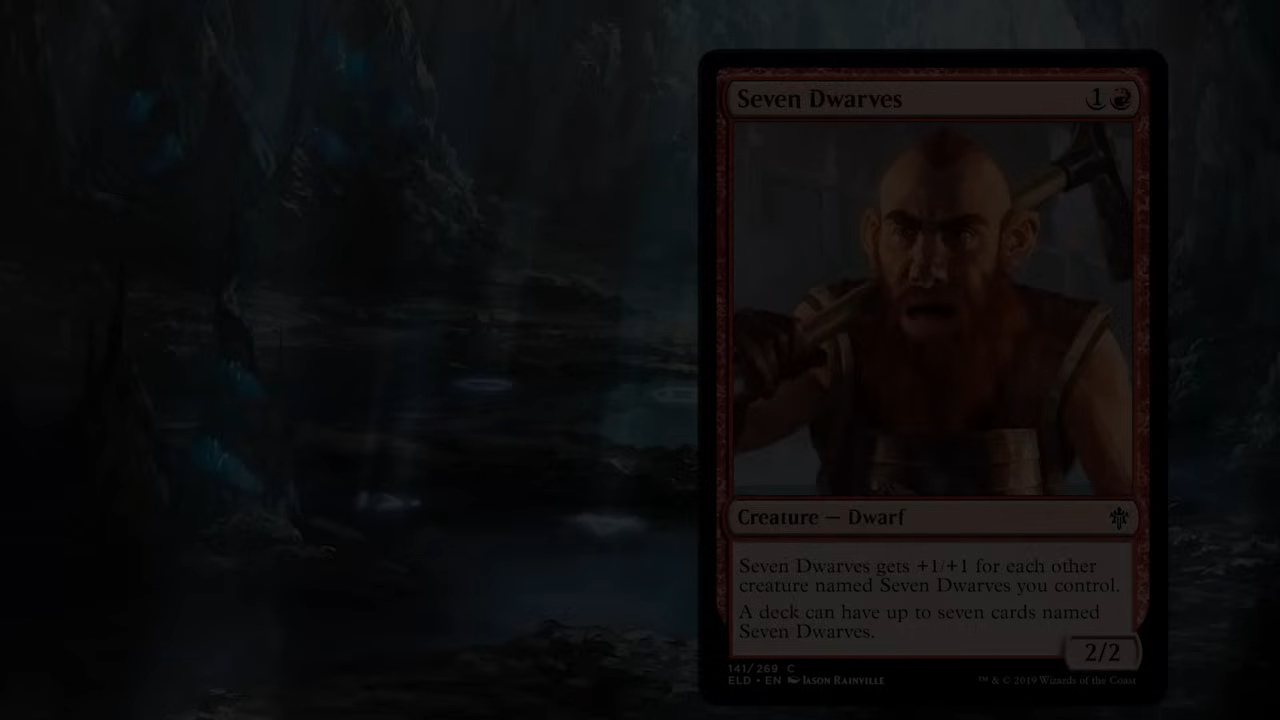 Seven Dwarves 1
Creature — Dwarf
Seven Dwarves gets +1/+1 for each other
creature named Seven Dwarves you control.
A deck can have up to seven cards named
Seven Dwarves.
2/2
141/269 C
ELD • EN Jason Rainville
™ & © 2019 Wizards of the Coast